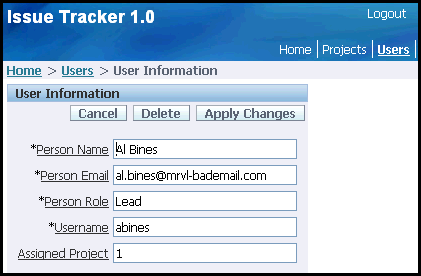 Issue Tracker 1.0
Logout
Home Projects Users
Home > Users > User Information
User Information
Cancel Delete Apply Changes
*Person Name Al Bines
*Person Email al.bines@mrvl-bademail.com
*Person Role Lead
*Username abines
Assigned Project 1